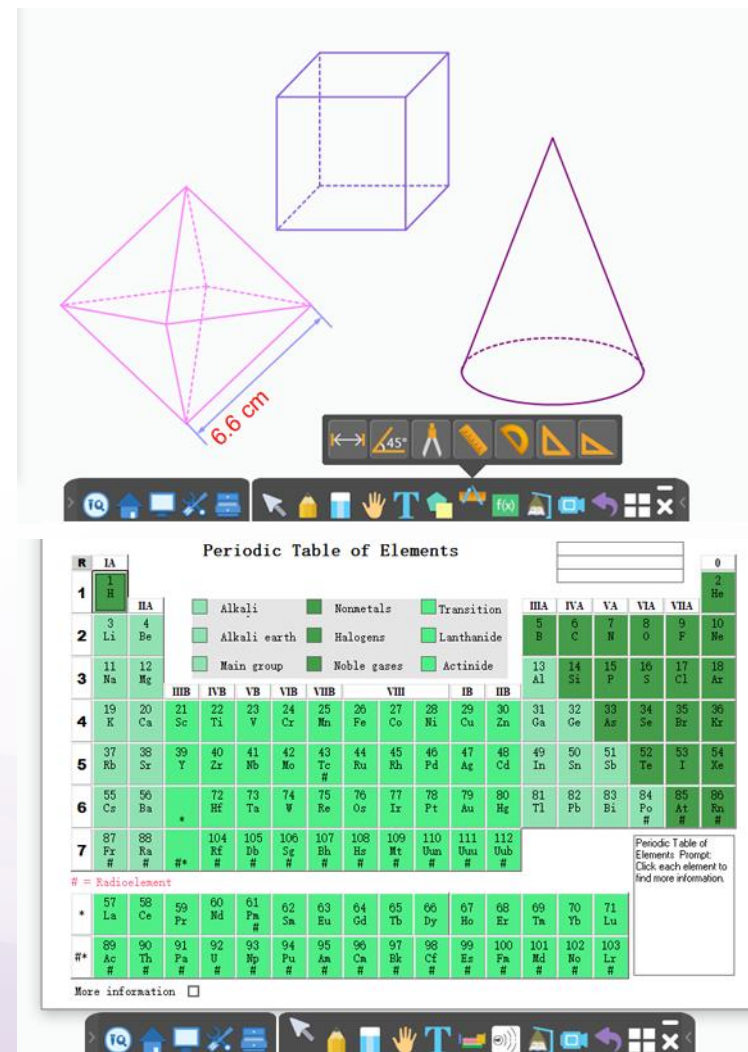 6.6 cm
45°
iQ T f(x)
Periodic Table of Elements
R IA 0
1 1 H 2 He
IIA IIIA IVA VA VIA VIIA
Alkali Nonmetals Transition
Alkali earth Halogens Lanthanide
Main group Noble gases Actinide
2 3 Li 4 Be 5 B 6 C 7 N 8 O 9 F 10 Ne
3 11 Na 12 Mg 13 Al 14 Si 15 P 16 S 17 Cl 18 Ar
IIIB IVB VB VIB VIIB VIII IB IIB
4 19 K 20 Ca 21 Sc 22 Ti 23 V 24 Cr 25 Mn 26 Fe 27 Co 28 Ni 29 Cu 30 Zn 31 Ga 32 Ge 33 As 34 Se 35 Br 36 Kr
5 37 Rb 38 Sr 39 Y 40 Zr 41 Nb 42 Mo 43 Tc # 44 Ru 45 Rh 46 Pd 47 Ag 48 Cd 49 In 50 Sn 51 Sb 52 Te 53 I 54 Xe
6 55 Cs 56 Ba * 72 Hf 73 Ta 74 W 75 Re 76 Os 77 Ir 78 Pt 79 Au 80 Hg 81 Tl 82 Pb 83 Bi 84 Po # 85 At # 86 Rn #
7 87 Fr # 88 Ra # #* 104 Rf # 105 Db # 106 Sg # 107 Bh # 108 Hs # 109 Mt # 110 Uun # 111 Uuu # 112 Uub #
Periodic Table of
Elements Prompt:
Click each element to
find more information.
# = Radioelement
* 57 La 58 Ce 59 Pr 60 Nd 61 Pm # 62 Sm 63 Eu 64 Gd 65 Tb 66 Dy 67 Ho 68 Er 69 Tm 70 Yb 71 Lu
#* 89 Ac # 90 Th # 91 Pa # 92 U # 93 Np # 94 Pu # 95 Am # 96 Cm # 97 Bk # 98 Cf # 99 Es # 100 Fm # 101 Md # 102 No # 103 Lr #
More information
iQ T